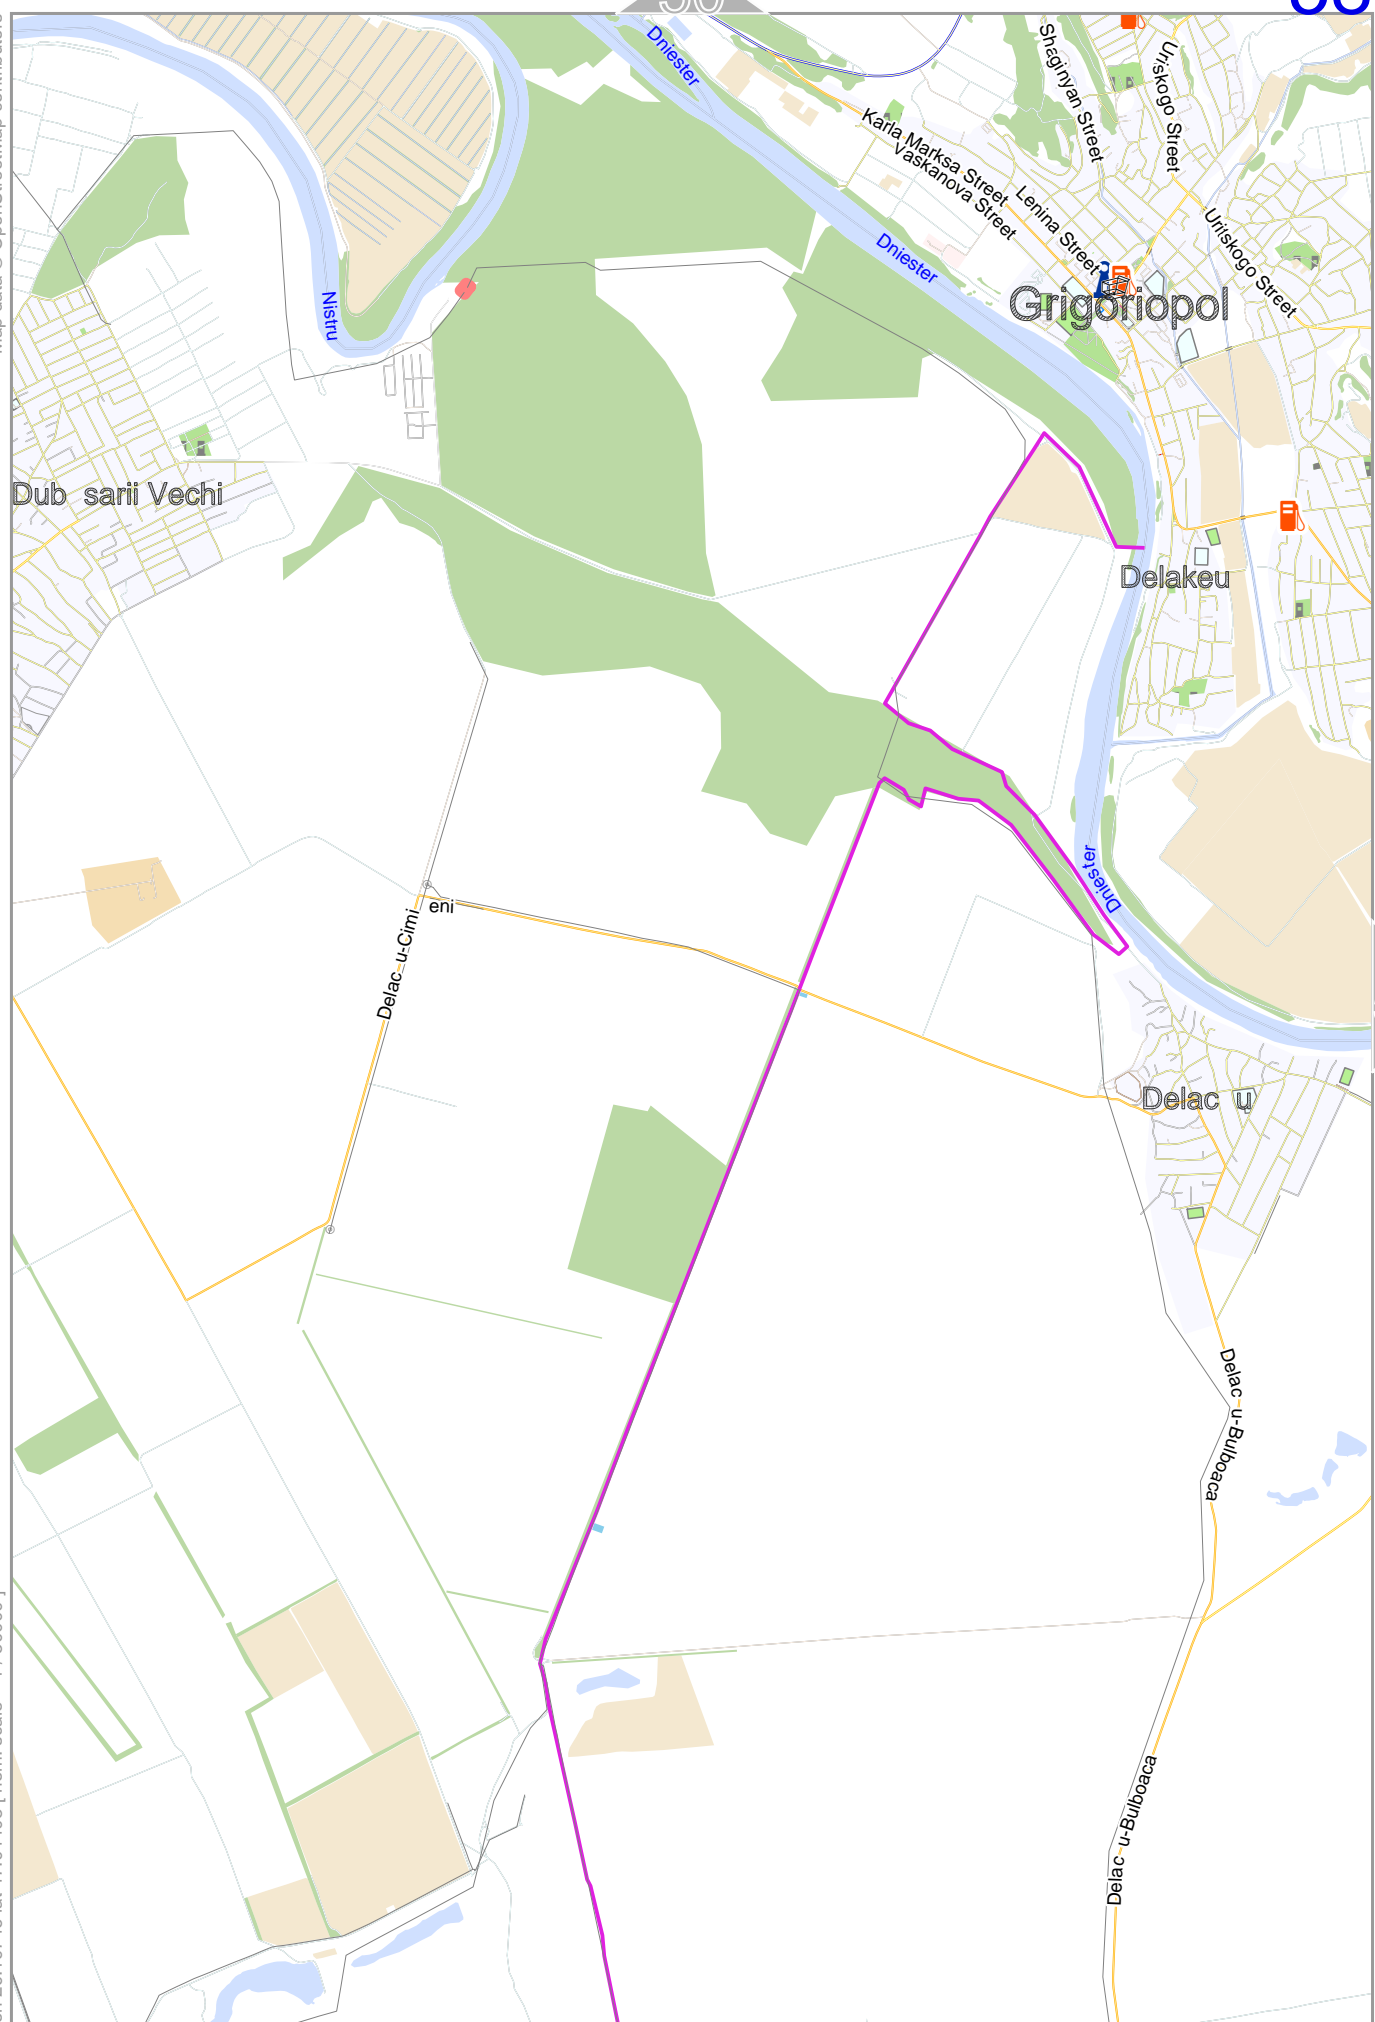 Dniester
Shaginyan Street
Uriskogo Street
Karla Marksa Street
Vaskanova Street
Lenina Street
Uriskogo Street
Dniester
Nistru
Grigoriopol
Dub sarii Vechi
Delakeu
Dniester
eni
Delac u-Cimi
Delac u
Delac u-Bulboaca
Delac u-Bulboaca